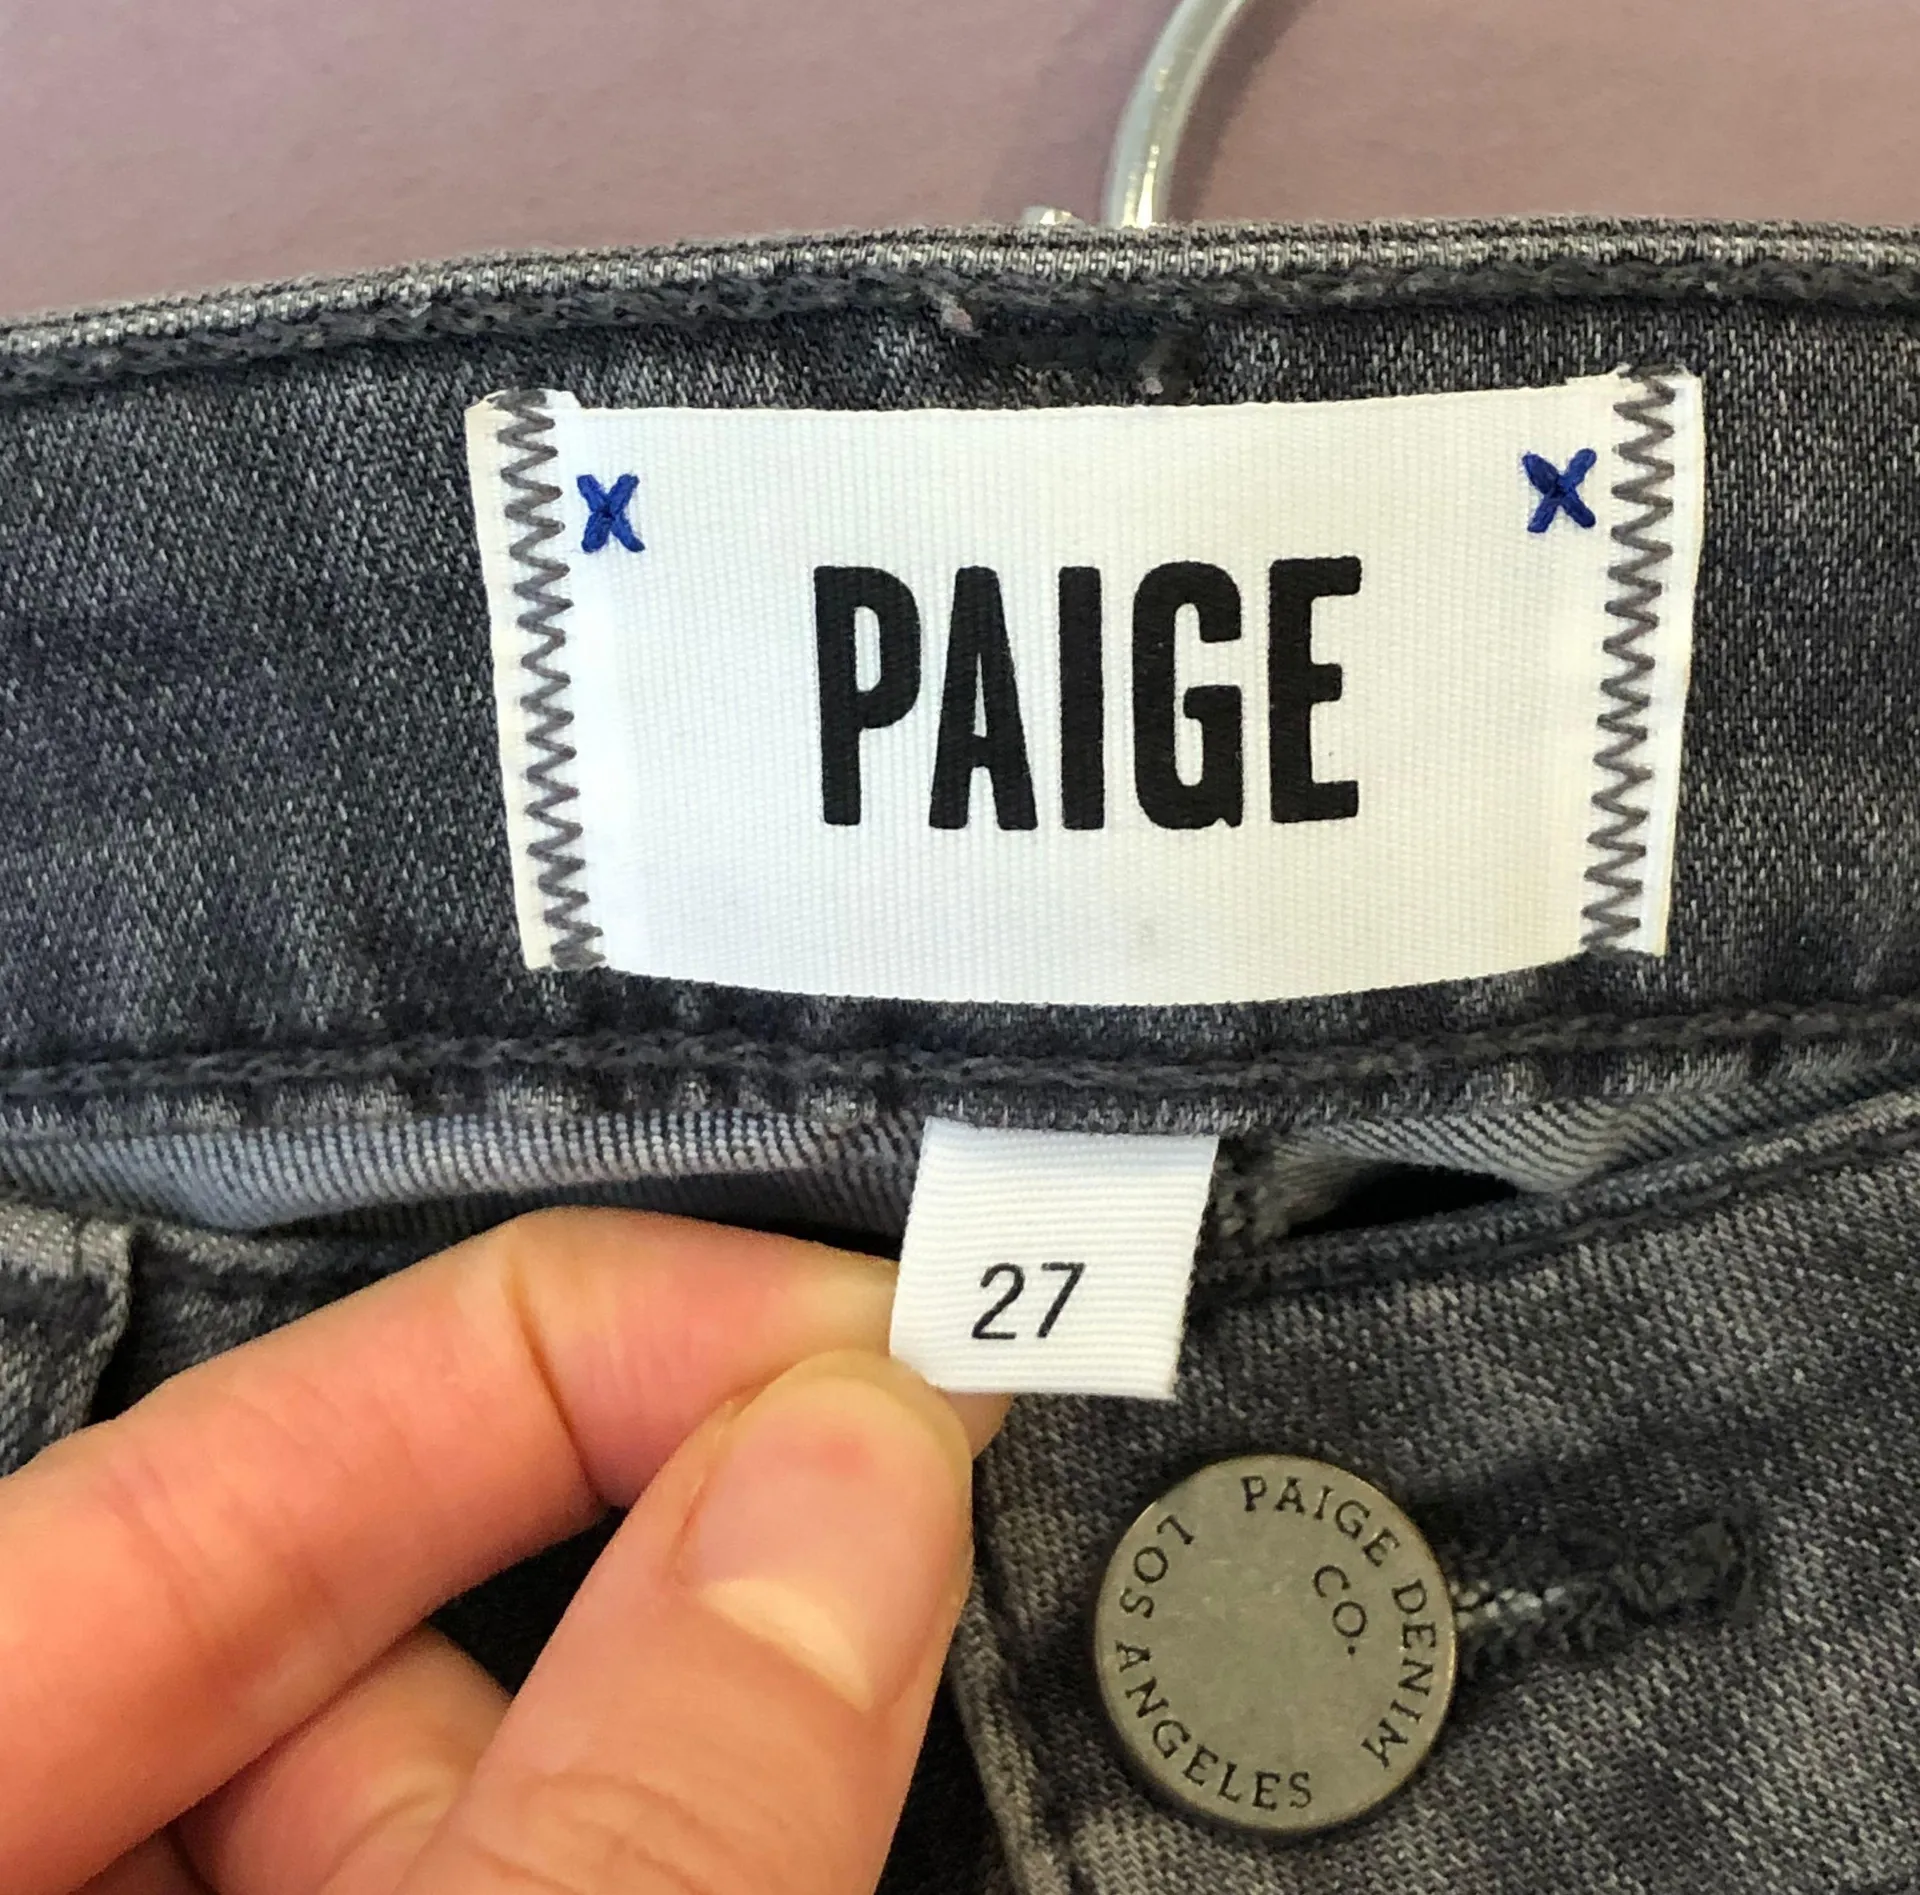 PAIGE
27
PAIGE DENIM
CO.
LOS ANGELES